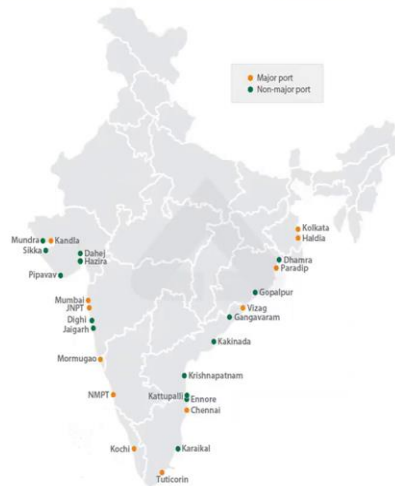 Major port
Non-major port
Kolkata
Haldia
Mundra
Kandla
Sikka
Dahej
Hazira
Dhamra
Paradip
Pipavav
Gopalpur
Mumbai
JNPT
Vizag
Gangavaram
Dighi
Jaigarh
Kakinada
Mormugao
Krishnapatnam
NMPT
Kattupalli
Ennore
Chennai
Kochi
Karaikal
Tuticorin